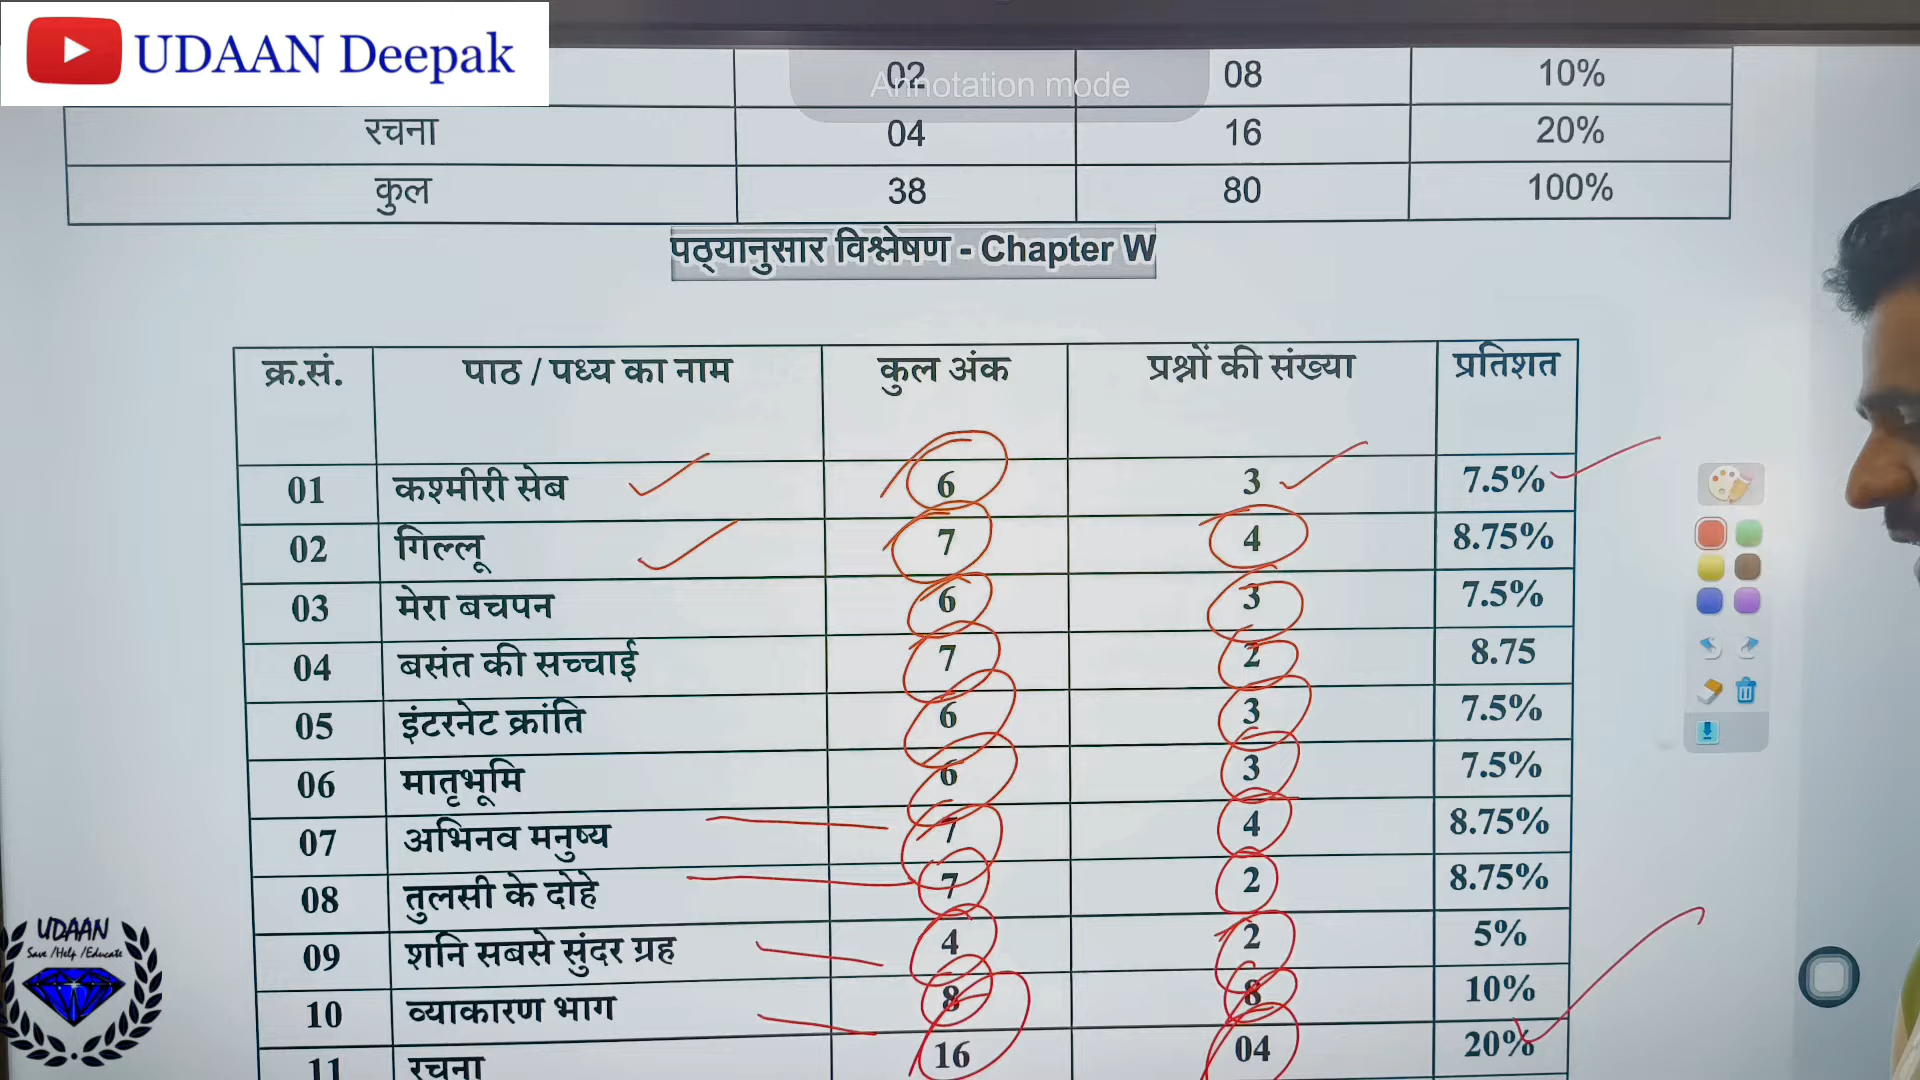 UDAAN Deepak
Annotation mode
02 08 10%
रचना 04 16 20%
कुल 38 80 100%
पठ्यानुसार विश्लेषण - Chapter W
क्र.सं. पाठ / पध्य का नाम कुल अंक प्रश्नों की संख्या प्रतिशत
01 कश्मीरी सेब 6 3 7.5%
02 गिल्लू 7 4 8.75%
03 मेरा बचपन 6 3 7.5%
04 बसंत की सच्चाई 7 2 8.75
05 इंटरनेट क्रांति 6 3 7.5%
06 मातृभूमि 6 3 7.5%
07 अभिनव मनुष्य 7 4 8.75%
08 तुलसी के दोहे 7 2 8.75%
09 शनि सबसे सुंदर ग्रह 4 2 5%
10 व्याकारण भाग 8 8 10%
11 रचना 16 04 20%
UDAAN
Save /Help /Educate